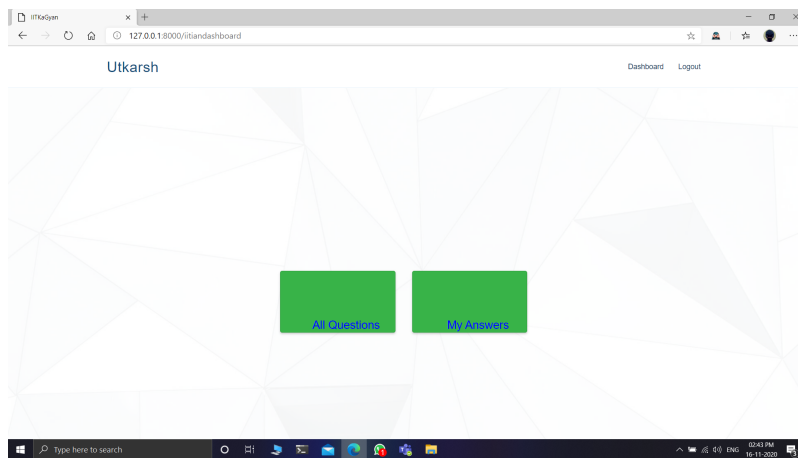 IITKaGyan
127.0.0.1:8000/iitiandashboard
Utkarsh
Dashboard Logout
All Questions My Answers
Type here to search
ENG
02:43 PM
16-11-2020